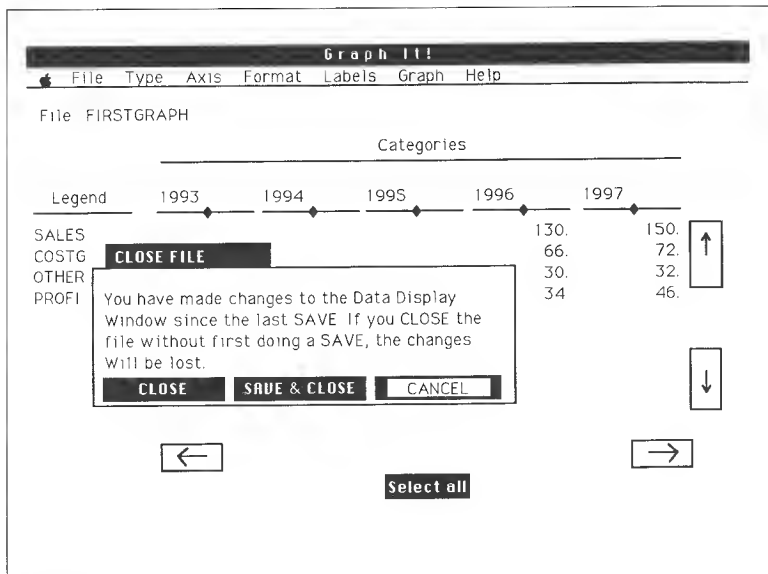 Graph It!
File Type Axis Format Labels Graph Help
File FIRSTGRAPH
Categories
Legend 1993 1994 1995 1996 1997
SALES 130. 150.
COSTG 66. 72.
OTHER 30. 32.
PROFI 34 46.
CLOSE FILE
You have made changes to the Data Display
Window since the last SAVE If you CLOSE the
file without first doing a SAVE, the changes
Will be lost.
CLOSE SAVE & CLOSE CANCEL
Select all